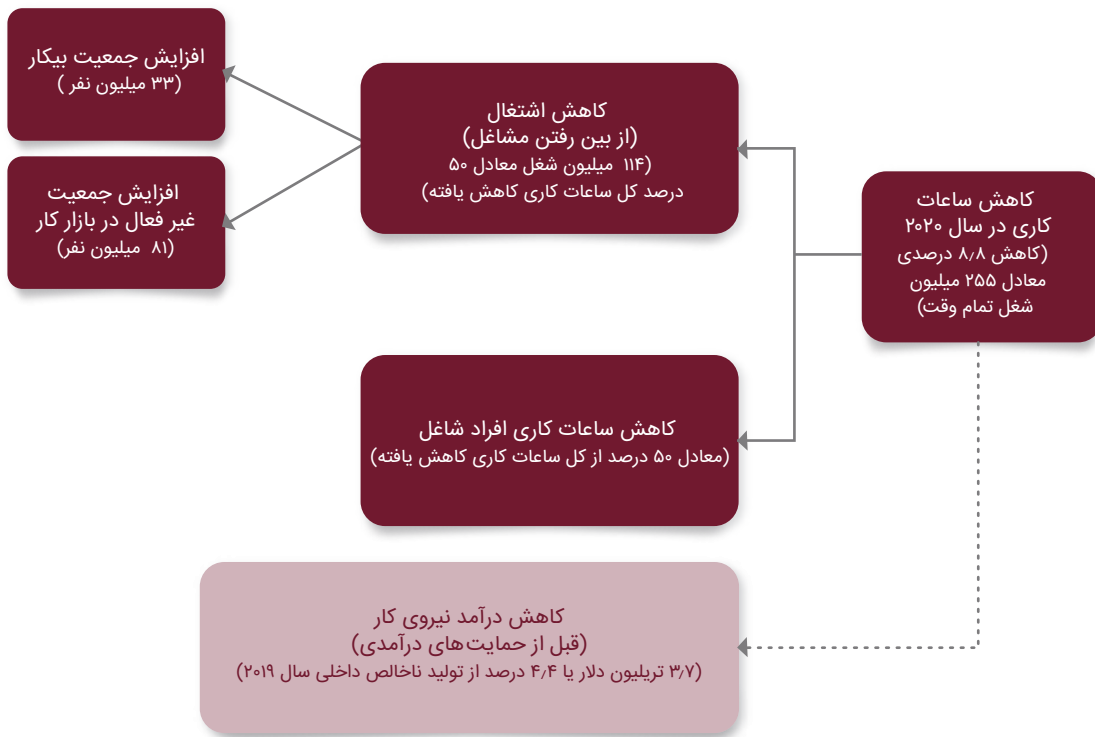 کاهش ساعات
کاری در سال ۲۰۲۰
(کاهش ۸٫۸ درصدی
معادل ۲۵۵ میلیون
شغل تمام وقت)
کاهش اشتغال
(از بین رفتن مشاغل)
(۱۱۴ میلیون شغل معادل ۵۰
درصد کل ساعات کاری کاهش یافته)
افزایش جمعیت بیکار
(۳۳ میلیون نفر )
افزایش جمعیت
غیر فعال در بازار کار
(۸۱ میلیون نفر)
کاهش ساعات کاری افراد شاغل
(معادل ۵۰ درصد از کل ساعات کاری کاهش یافته)
کاهش درآمد نیروی کار
(قبل از حمایت‌های درآمدی)
(۳٫۷ تریلیون دلار یا ۴٫۴ درصد از تولید ناخالص داخلی سال ۲۰۱۹)